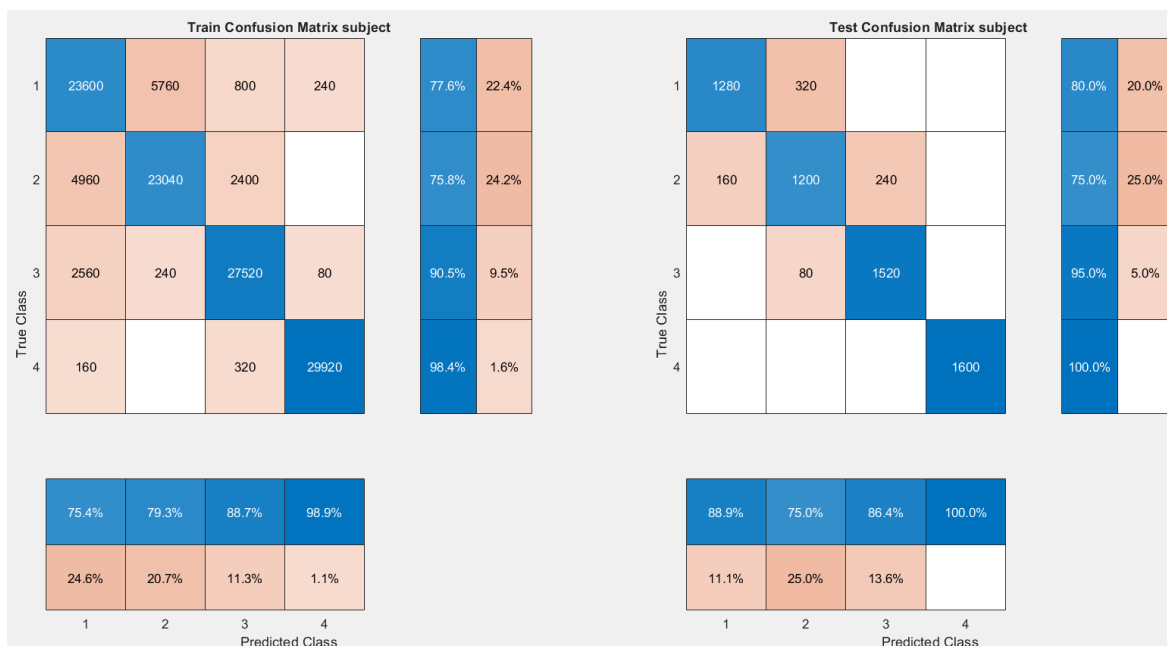 Train Confusion Matrix subject
1 23600 5760 800 240 77.6% 22.4%
2 4960 23040 2400 75.8% 24.2%
3 2560 240 27520 80 90.5% 9.5%
4 160 320 29920 98.4% 1.6%
True Class
75.4% 79.3% 88.7% 98.9%
24.6% 20.7% 11.3% 1.1%
1 2 3 4
Predicted Class
Test Confusion Matrix subject
1 1280 320 80.0% 20.0%
2 160 1200 240 75.0% 25.0%
3 80 1520 95.0% 5.0%
4 1600 100.0%
True Class
88.9% 75.0% 86.4% 100.0%
11.1% 25.0% 13.6%
1 2 3 4
Predicted Class